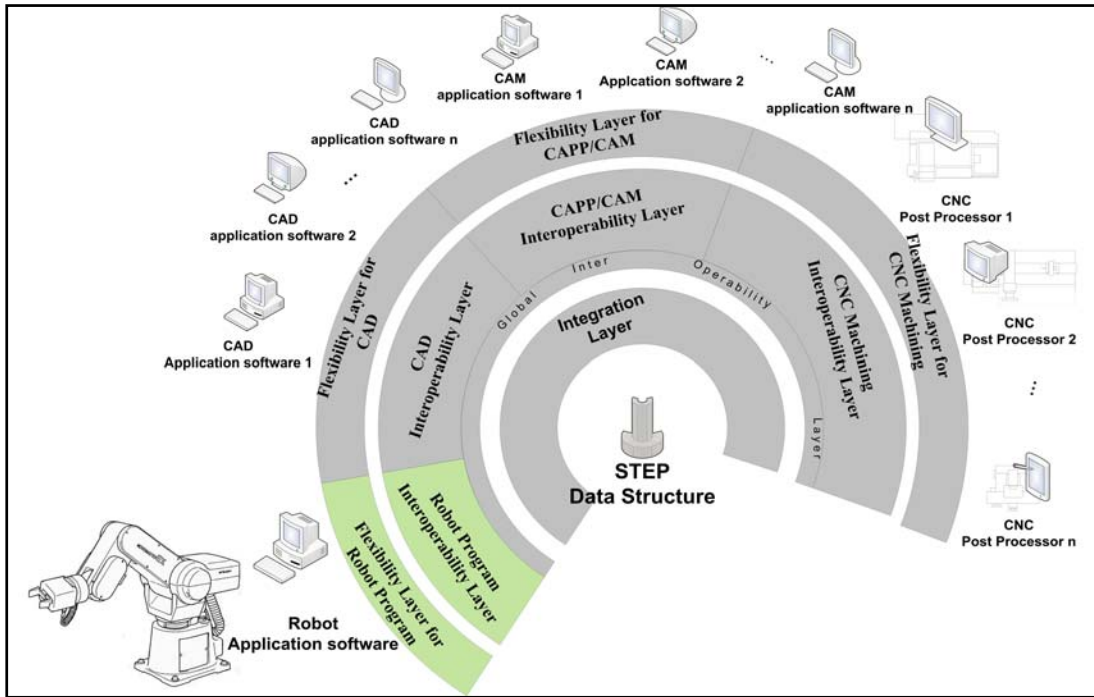 CAM
application software 1
CAM
Application software 2
...
CAM
application software n
CAD
application software n
...
CAD
application software 2
CAD
Application software 1
Robot
Application software
CNC
Post Processor 1
CNC
Post Processor 2
...
CNC
Post Processor n
Flexibility Layer for
CAPP/CAM
Flexibility Layer for
CAD
Flexibility Layer for
CNC Machining
Flexibility Layer for
Robot Program
CAPP/CAM
Interoperability Layer
CAD
Interoperability Layer
CNC Machining
Interoperability Layer
Robot Program
Interoperability Layer
Global Inter Operability Layer
Integration
Layer
STEP
Data Structure